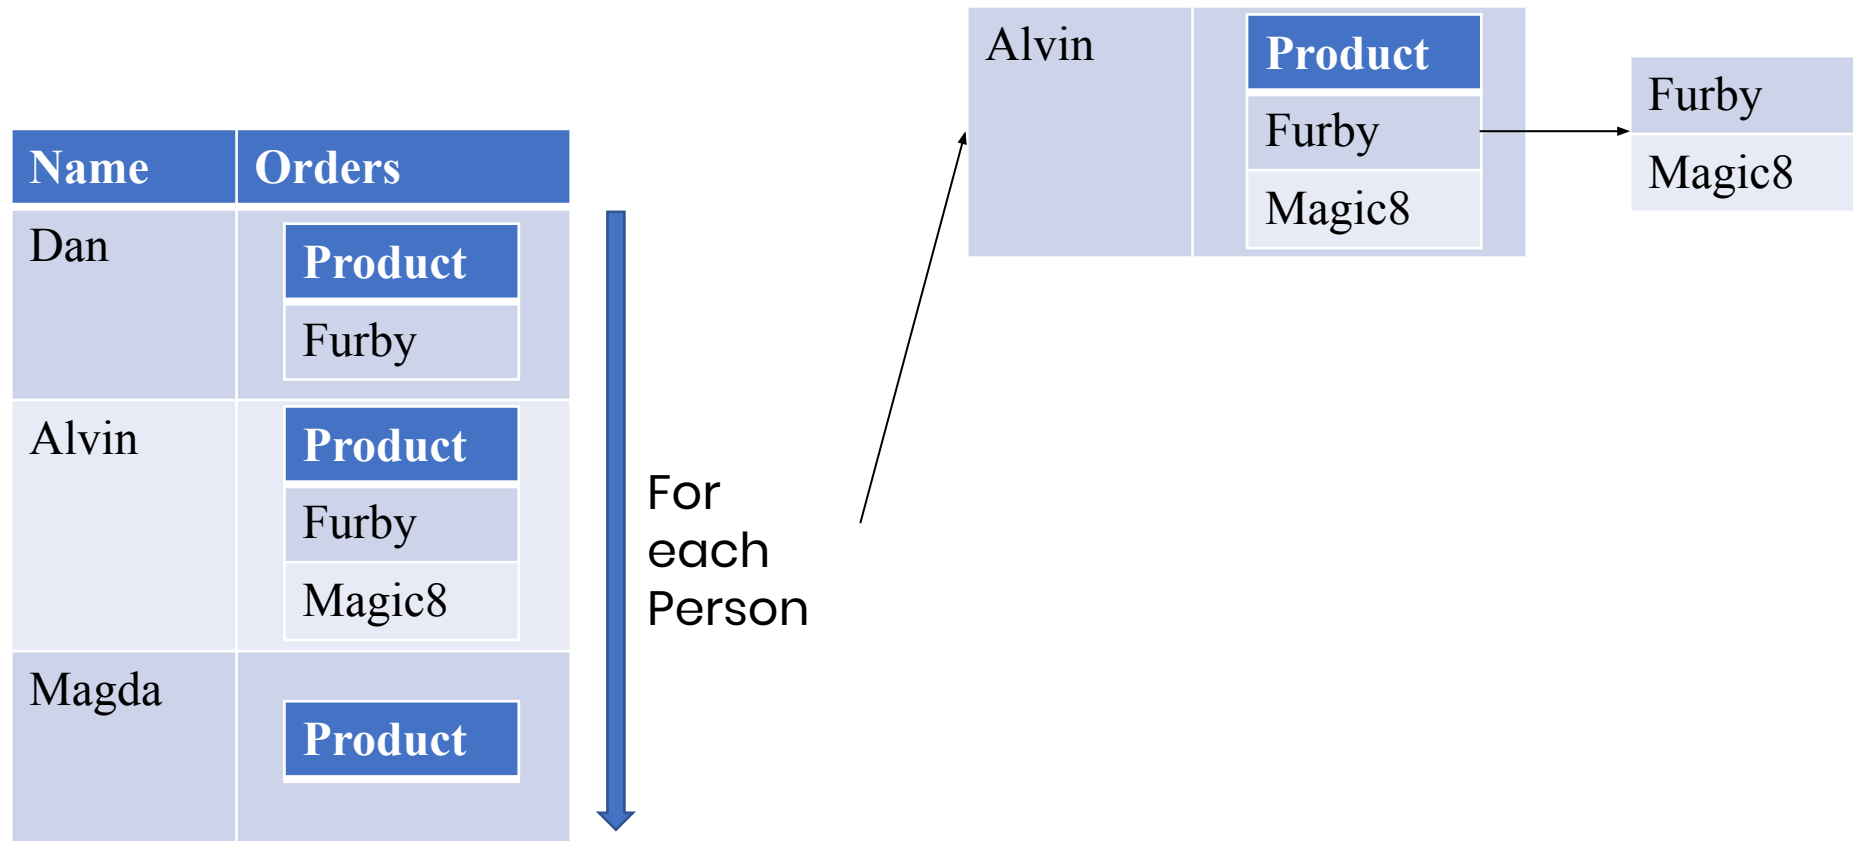 Name Orders
Dan
Product
Furby
Alvin
Product
Furby
Magic8
Magda
Product
For
each
Person
Alvin
Product
Furby
Magic8
Furby
Magic8